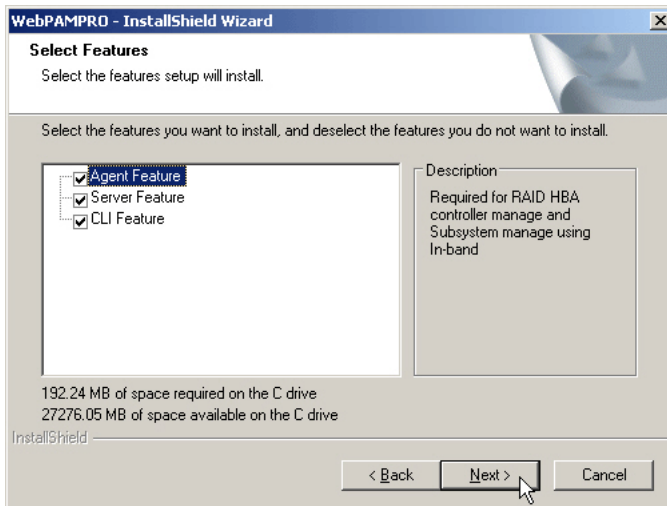 WebPAMPRO - InstallShield Wizard
Select Features
Select the features setup will install.
Select the features you want to install, and deselect the features you do not want to install.
Agent Feature
Server Feature
CLI Feature
Description
Required for RAID HBA
controller manage and
Subsystem manage using
In-band
192.24 MB of space required on the C drive
27276.05 MB of space available on the C drive
InstallShield
< Back
Next >
Cancel